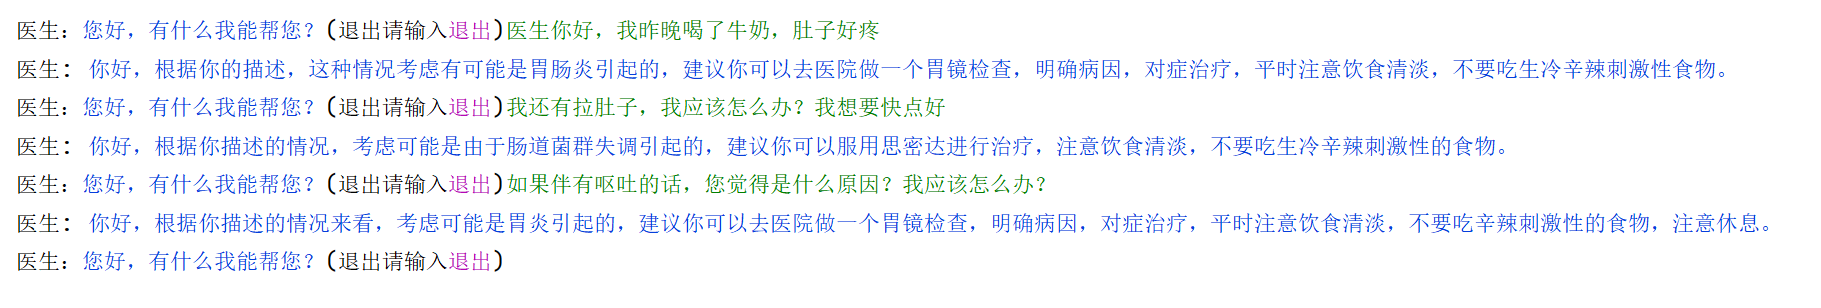 医生：您好，有什么我能帮您？(退出请输入退出)医生你好，我昨晚喝了牛奶，肚子好疼
医生: 你好，根据你的描述，这种情况考虑有可能是胃肠炎引起的，建议你可以去医院做一个胃镜检查，明确病因，对症治疗，平时注意饮食清淡，不要吃生冷辛辣刺激性食物。
医生：您好，有什么我能帮您？(退出请输入退出)我还有拉肚子，我应该怎么办？我想要快点好
医生: 你好，根据你描述的情况，考虑可能是由于肠道菌群失调引起的，建议你可以服用思密达进行治疗，注意饮食清淡，不要吃生冷辛辣刺激性的食物。
医生：您好，有什么我能帮您？(退出请输入退出)如果伴有呕吐的话，您觉得是什么原因？我应该怎么办？
医生: 你好，根据你描述的情况来看，考虑可能是胃炎引起的，建议你可以去医院做一个胃镜检查，明确病因，对症治疗，平时注意饮食清淡，不要吃辛辣刺激性的食物，注意休息。
医生：您好，有什么我能帮您？(退出请输入退出)